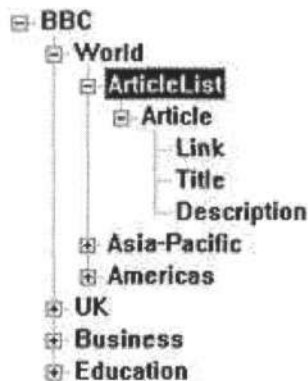 BBC
World
ArticleList
Article
Link
Title
Description
Asia-Pacific
Americas
UK
Business
Education